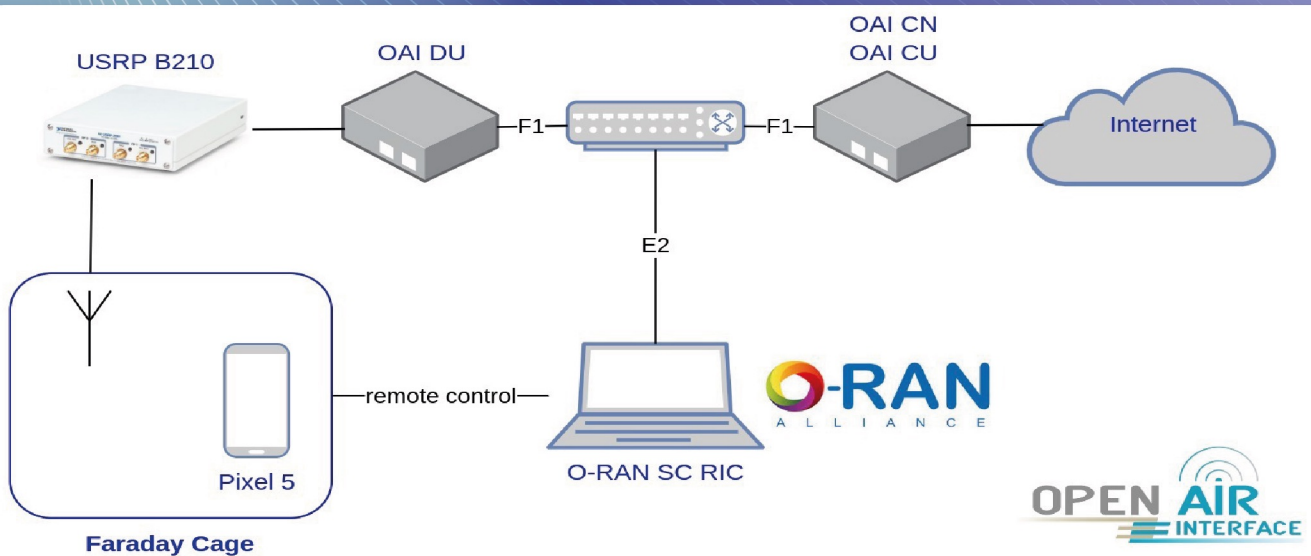 OAI CN
USRP B210
OAI DU
OAI CU
F1
F1
Internet
E2
remote control
O-RAN
ALLIANCE
Pixel 5
O-RAN SC RIC
OPEN AIR
INTERFACE
Faraday Cage